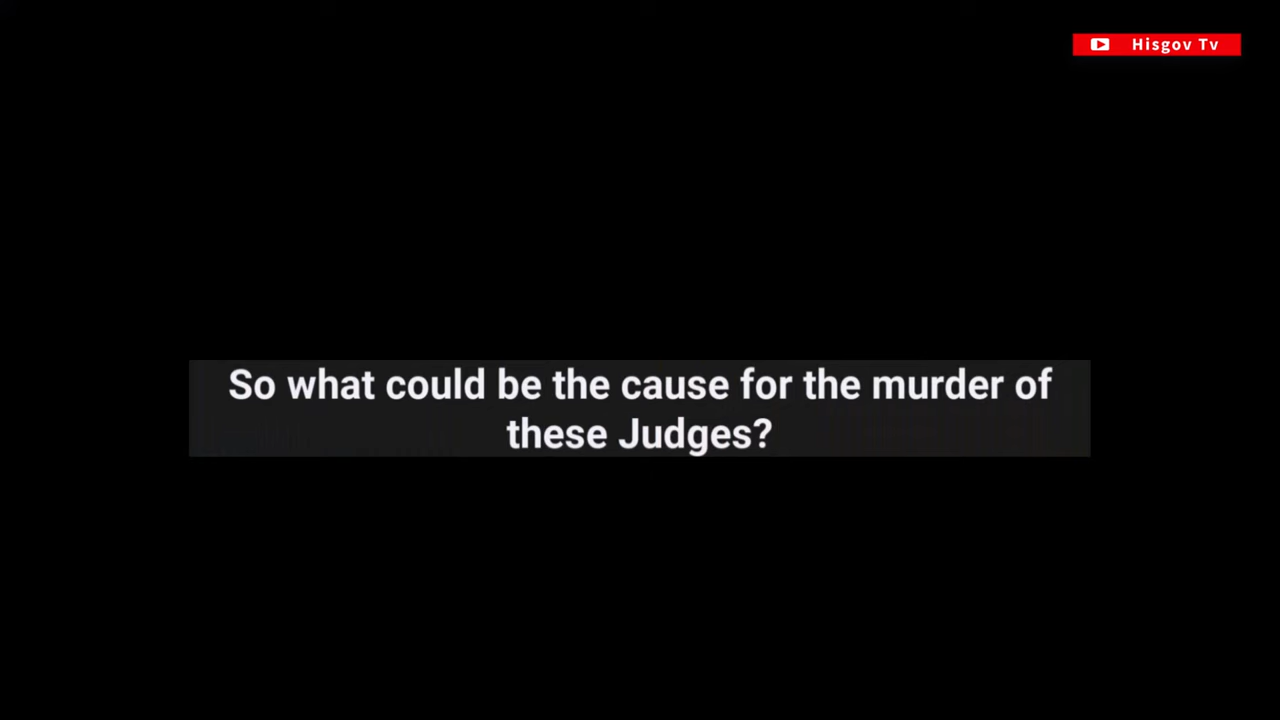 Hisgov Tv
So what could be the cause for the murder of
these Judges?